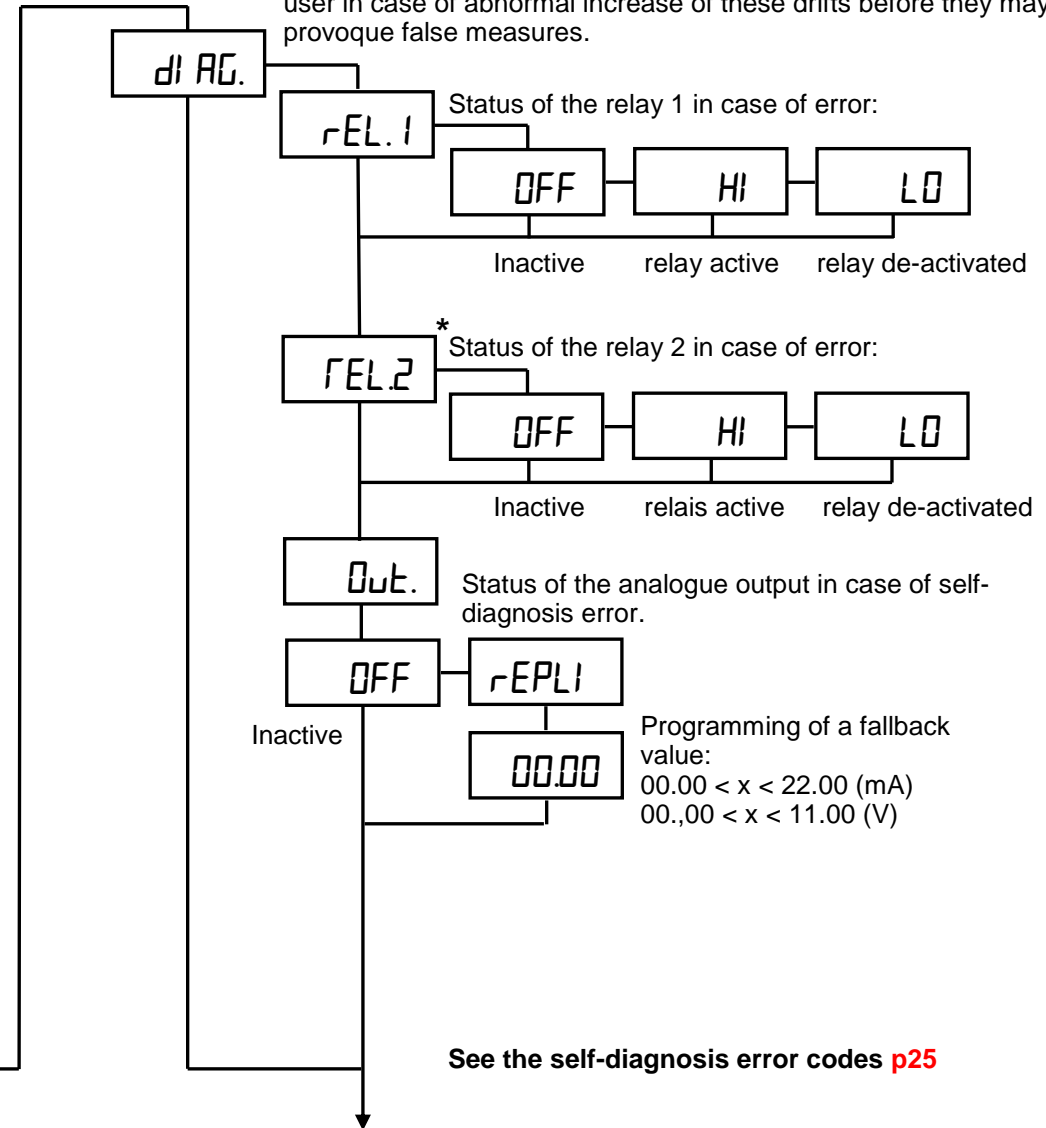 user in case of abnormal increase of these drifts before they may
provoque false measures.
dI AG.
rEL.1
Status of the relay 1 in case of error:
OFF HI LO
Inactive relay active relay de-activated
*
rEL.2
Status of the relay 2 in case of error:
OFF HI LO
Inactive relais active relay de-activated
Out.
Status of the analogue output in case of self-
diagnosis error.
OFF rEPLI
Inactive
00.00
Programming of a fallback
value:
00.00 < x < 22.00 (mA)
00.,00 < x < 11.00 (V)
See the self-diagnosis error codes p25